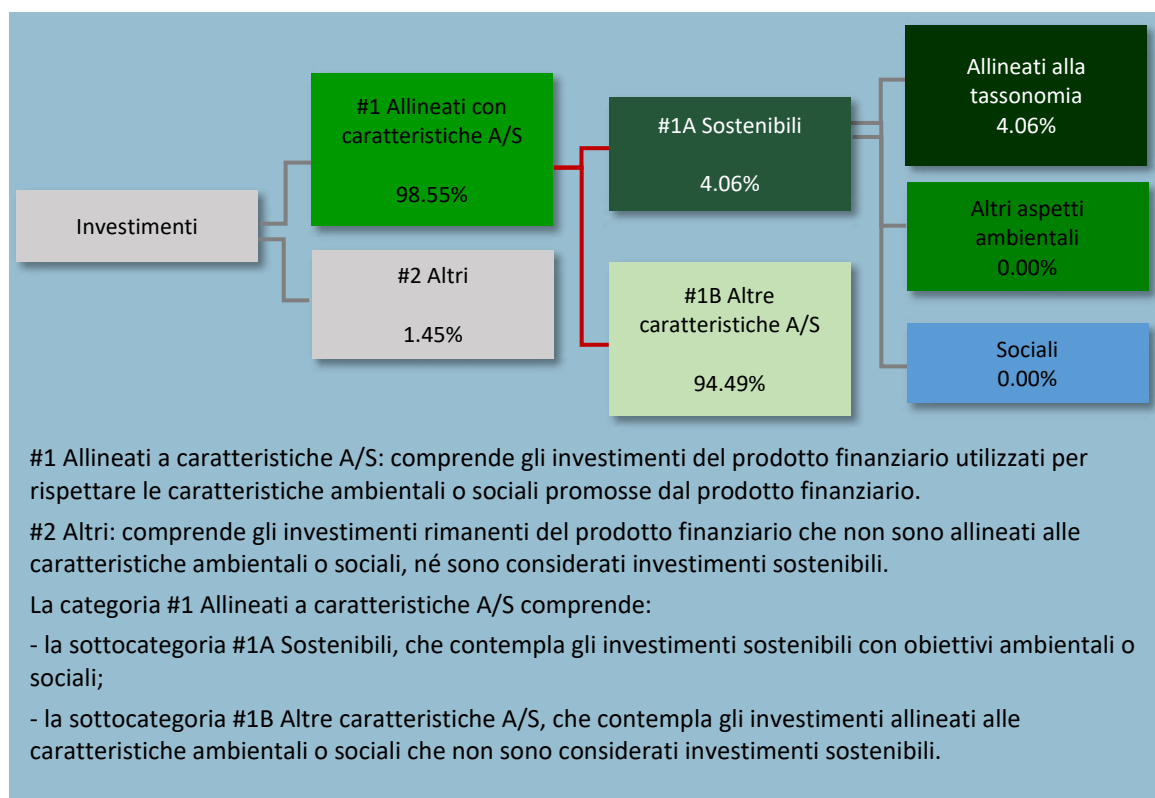 Investimenti
#1 Allineati con
caratteristiche A/S
98.55%
#2 Altri
1.45%
#1A Sostenibili
4.06%
#1B Altre
caratteristiche A/S
94.49%
Allineati alla
tassonomia
4.06%
Altri aspetti
ambientali
0.00%
Sociali
0.00%
#1 Allineati a caratteristiche A/S: comprende gli investimenti del prodotto finanziario utilizzati per
rispettare le caratteristiche ambientali o sociali promosse dal prodotto finanziario.
#2 Altri: comprende gli investimenti rimanenti del prodotto finanziario che non sono allineati alle
caratteristiche ambientali o sociali, né sono considerati investimenti sostenibili.
La categoria #1 Allineati a caratteristiche A/S comprende:
- la sottocategoria #1A Sostenibili, che contempla gli investimenti sostenibili con obiettivi ambientali o
sociali;
- la sottocategoria #1B Altre caratteristiche A/S, che contempla gli investimenti allineati alle
caratteristiche ambientali o sociali che non sono considerati investimenti sostenibili.